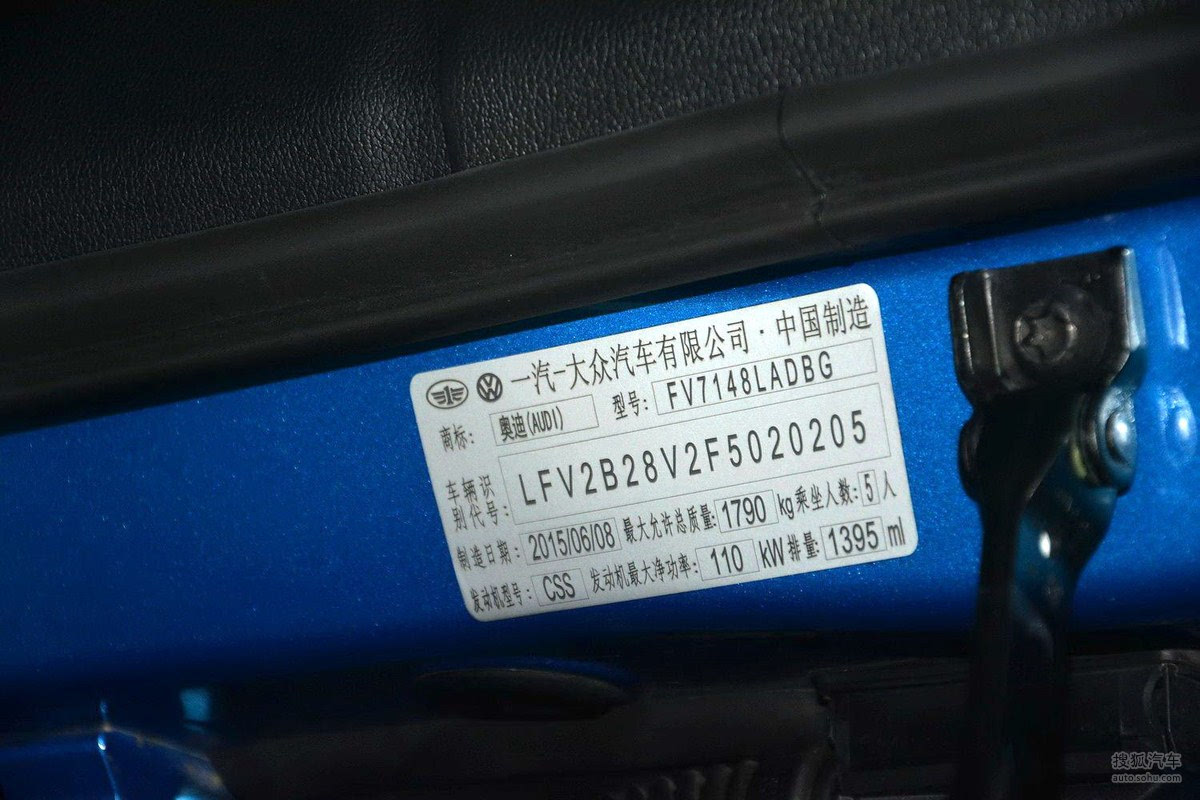 一汽-大众汽车有限公司·中国制造
商标: 奥迪(AUDI) 型号: FV7148LADBG
车辆识
别代号: LFV2B28V2F5020205
制造日期: 2015/06/08 最大允许总质量: 1790 kg 乘坐人数: 5 人
发动机型号: CSS 发动机最大净功率: 110 kW 排量: 1395 ml
搜狐汽车
auto.sohu.com